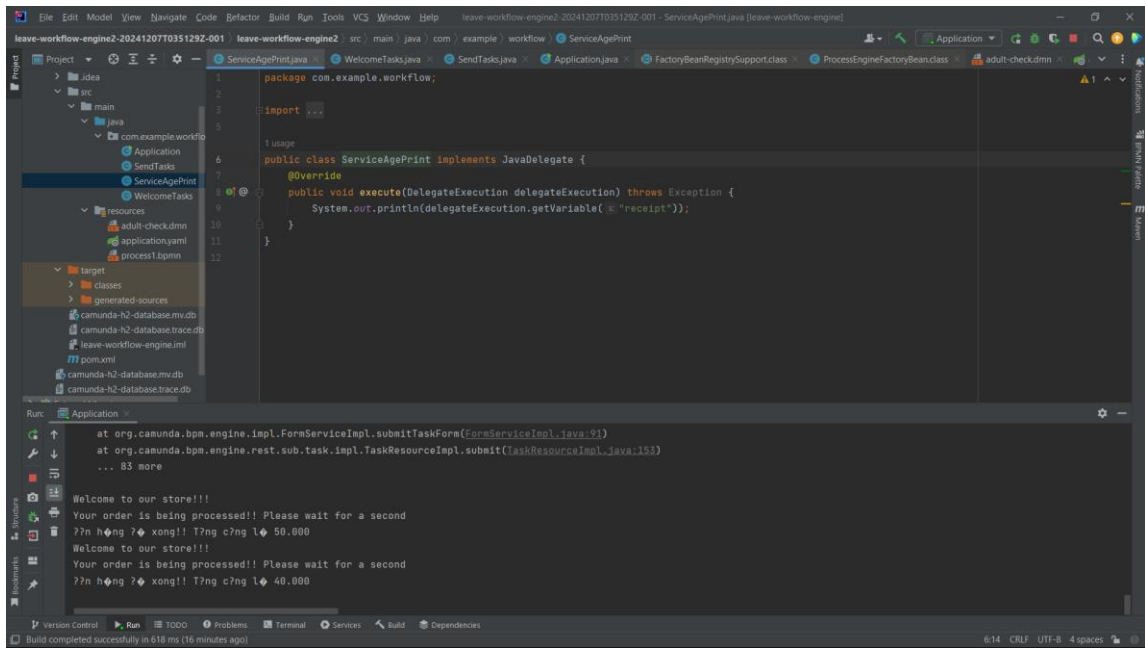 File Edit Model View Navigate Code Refactor Build Run Tools VCS Window Help leave-workflow-engine2-20241207T035129Z-001 - ServiceAgePrint.java [leave-workflow-engine]
leave-workflow-engine2-20241207T035129Z-001 leave-workflow-engine2 src main java com example workflow ServiceAgePrint Application
Project ServiceAgePrint.java WelcomeTasks.java SendTasks.java Application.java FactoryBeanRegistrySupport.class ProcessEngineFactoryBean.class adult-check.dmn
.idea
src
main
java
com.example.workflo
Application
SendTasks
ServiceAgePrint
WelcomeTasks
resources
adult-check.dmn
application.yaml
process1.bpmn
target
classes
generated-sources
camunda-h2-database.mv.db
camunda-h2-database.trace.db
leave-workflow-engine.iml
pom.xml
camunda-h2-database.mv.db
camunda-h2-database.trace.db
1 package com.example.workflow;
2
3 import ...
5
1 usage
6 public class ServiceAgePrint implements JavaDelegate {
7 @Override
8 public void execute(DelegateExecution delegateExecution) throws Exception {
9 System.out.println(delegateExecution.getVariable( s: "receipt"));
10 }
11 }
12
1
Project
Bookmarks
Structure
Notifications
BPMN Palette
Maven
Run: Application
at org.camunda.bpm.engine.impl.FormServiceImpl.submitTaskForm(FormServiceImpl.java:91)
at org.camunda.bpm.engine.rest.sub.task.impl.TaskResourceImpl.submit(TaskResourceImpl.java:153)
... 83 more
Welcome to our store!!!
Your order is being processed!! Please wait for a second
??n h�ng ?� xong!! T?ng c?ng l� 50.000
Welcome to our store!!!
Your order is being processed!! Please wait for a second
??n h�ng ?� xong!! T?ng c?ng l� 40.000
Version Control Run TODO Problems Terminal Services Build Dependencies
Build completed successfully in 618 ms (16 minutes ago) 6:14 CRLF UTF-8 4 spaces